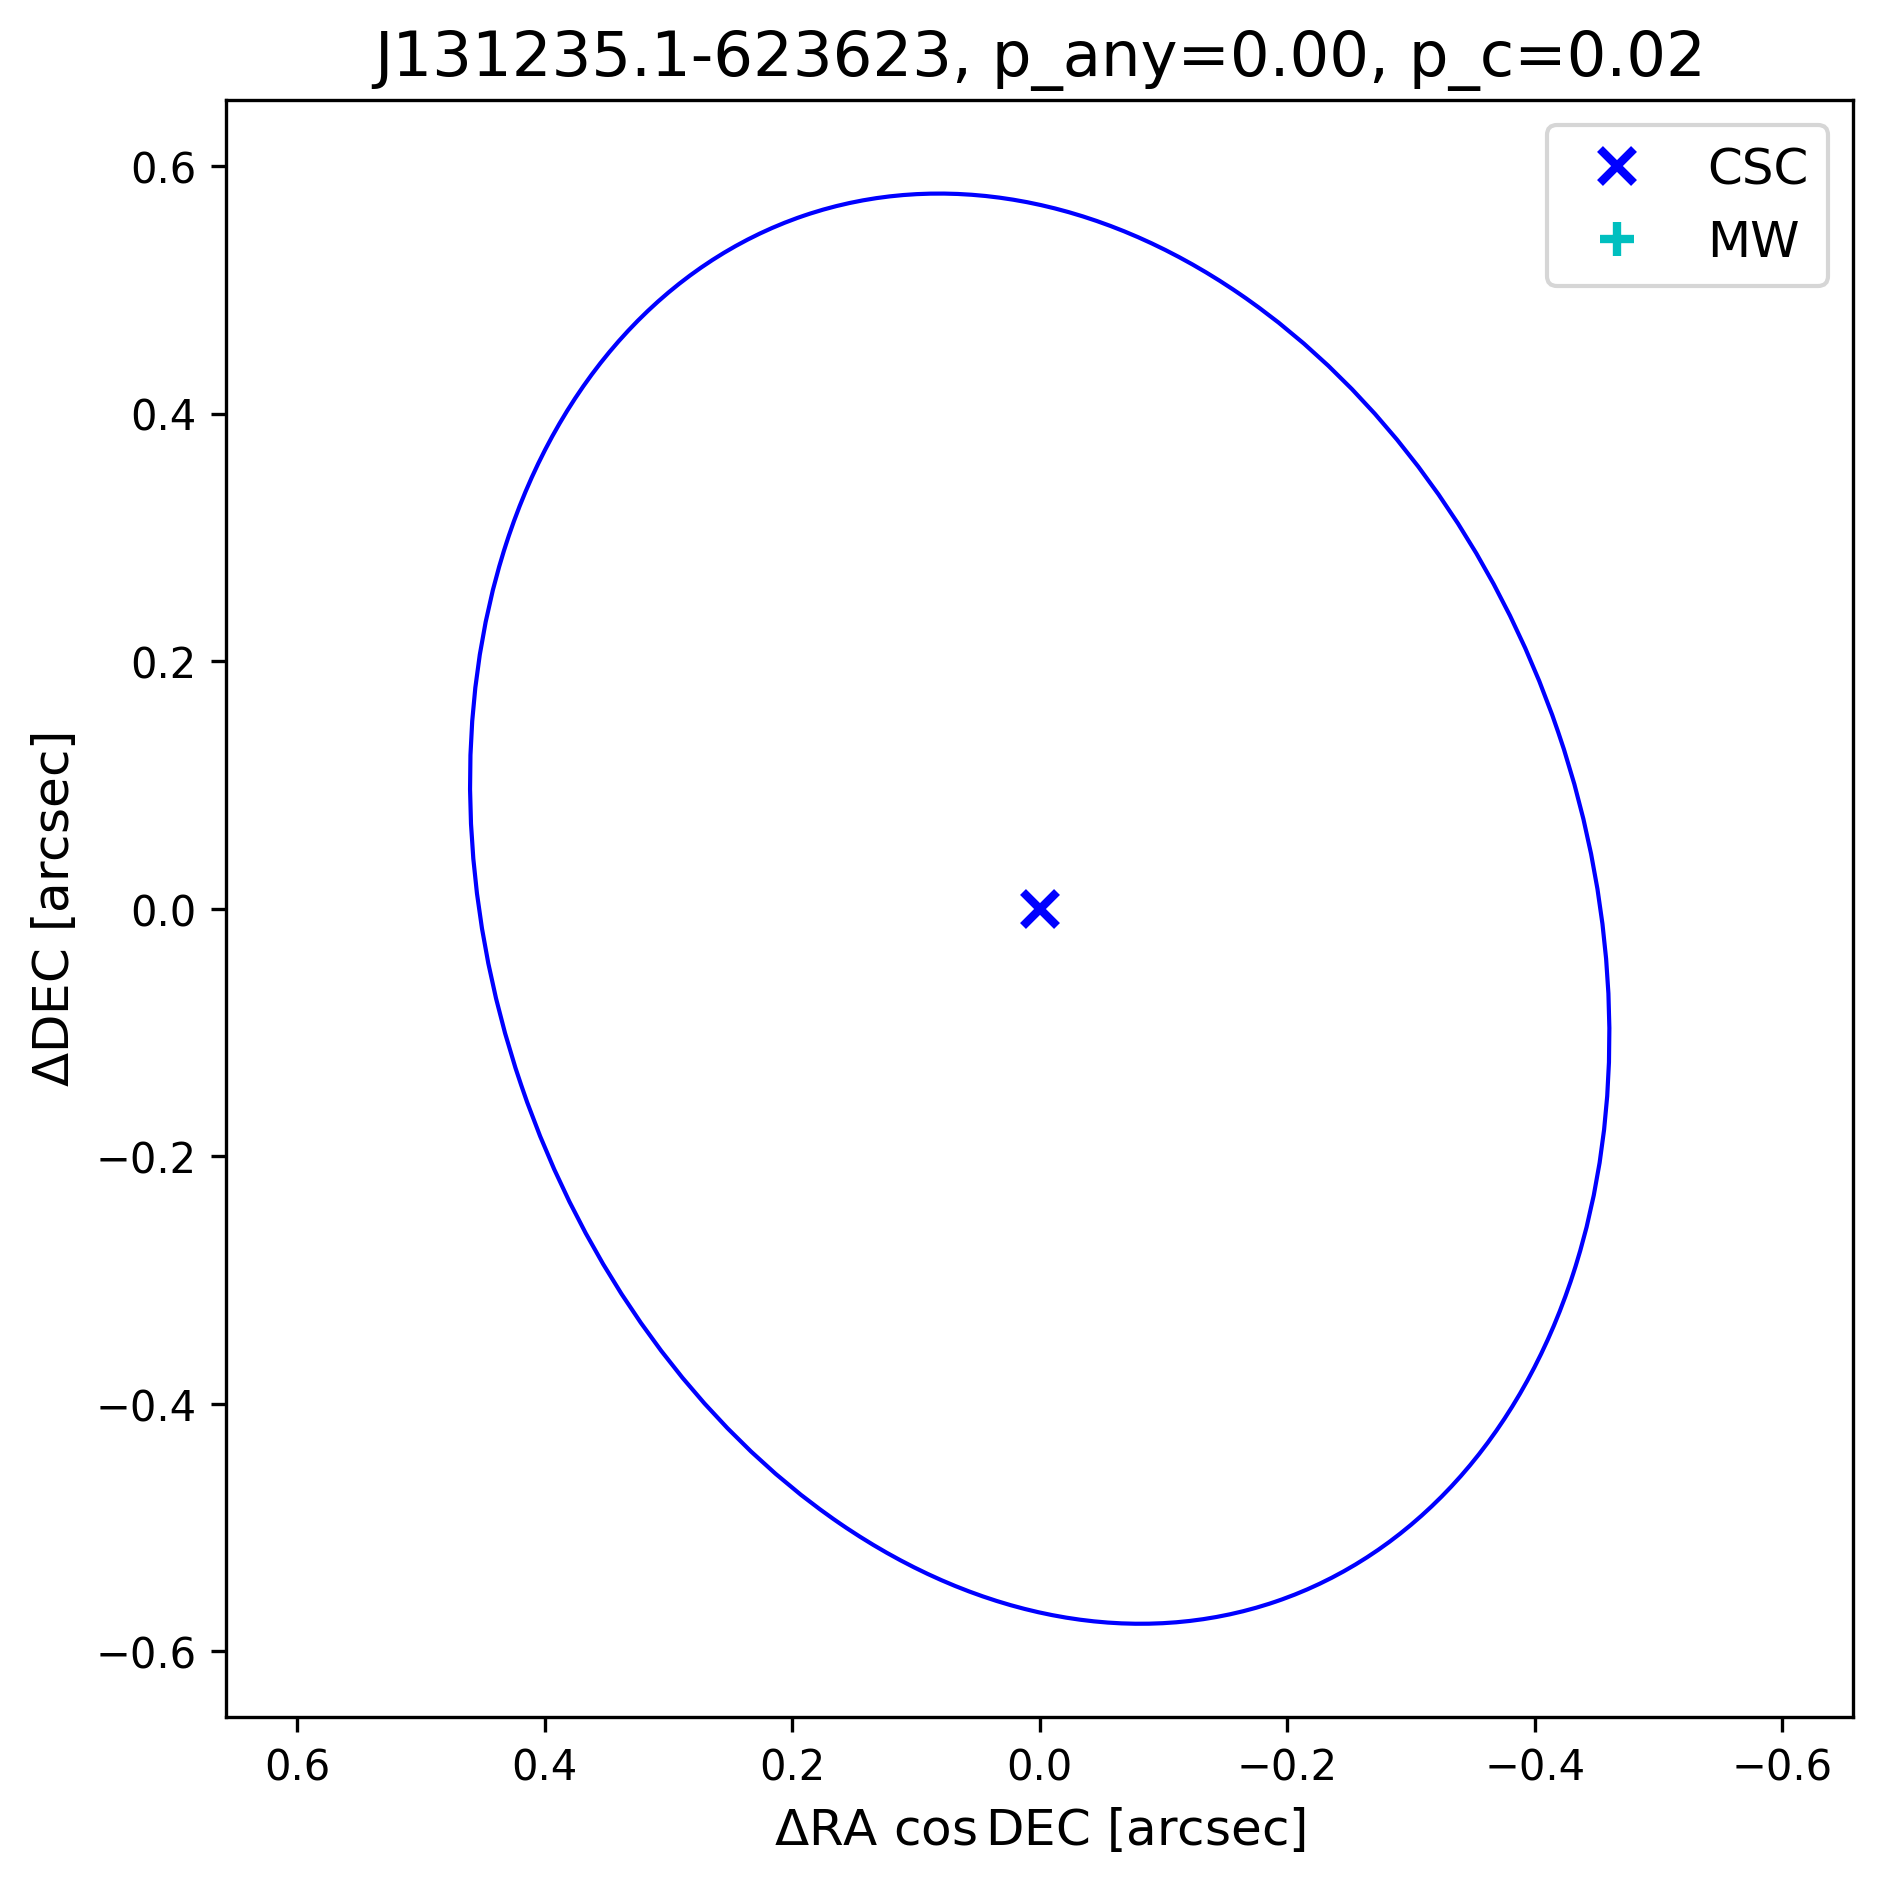 J131235.1-623623, p_any=0.00, p_c=0.02
CSC
MW
0.6
0.4
0.2
0.0
−0.2
−0.4
−0.6
ΔDEC [arcsec]
0.6 0.4 0.2 0.0 −0.2 −0.4 −0.6
ΔRA cos DEC [arcsec]